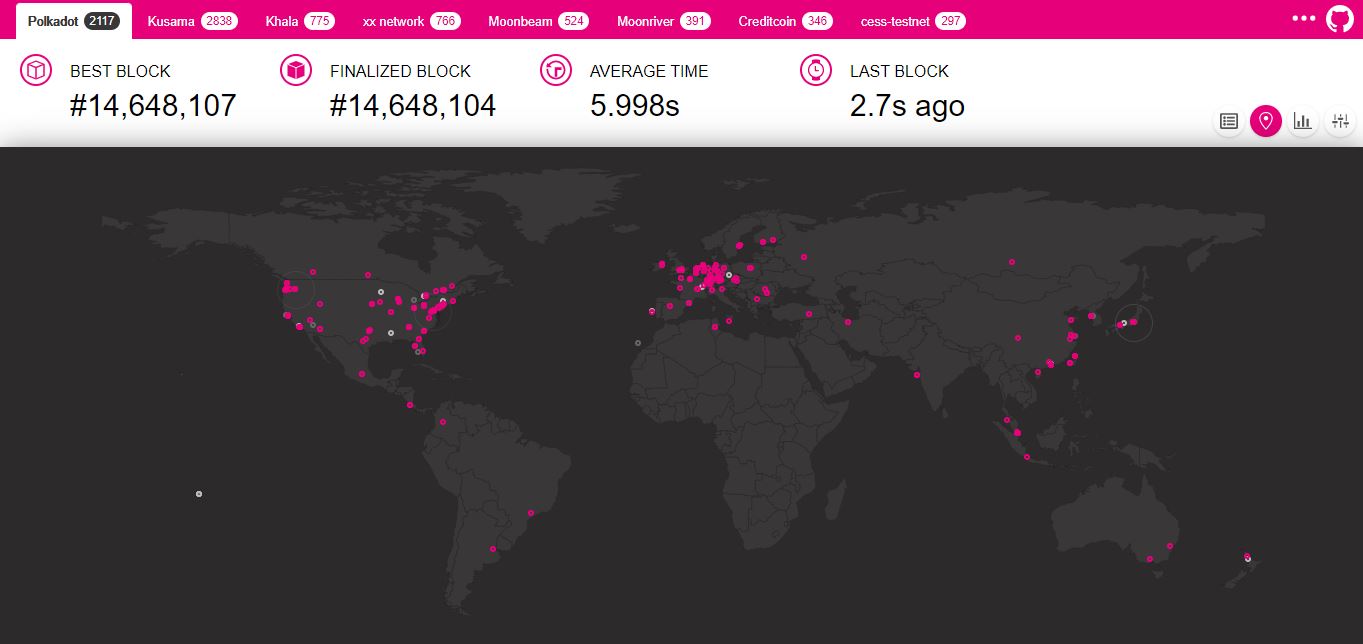 Polkadot 2117 Kusama 2838 Khala 775 xx network 766 Moonbeam 524 Moonriver 391 Creditcoin 346 cess-testnet 297
BEST BLOCK FINALIZED BLOCK AVERAGE TIME LAST BLOCK
#14,648,107 #14,648,104 5.998s 2.7s ago